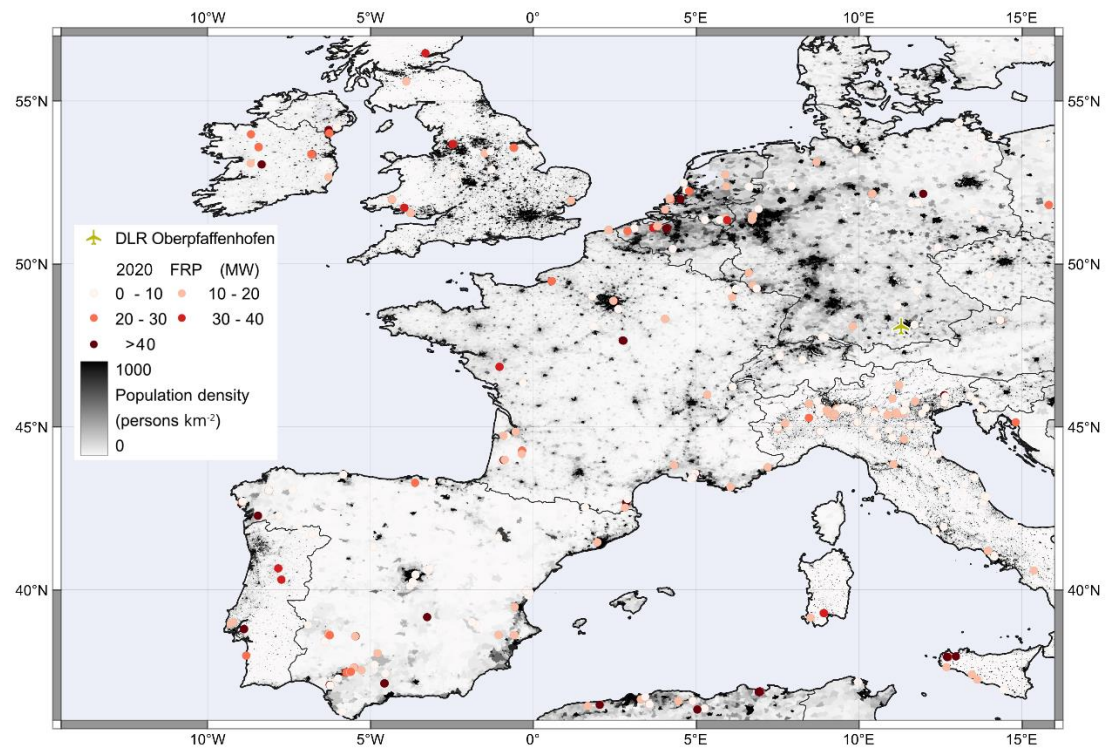 10°W 5°W 0° 5°E 10°E 15°E
55°N 55°N
50°N 50°N
DLR Oberpfaffenhofen
2020 FRP (MW)
0 - 10 10 - 20
20 - 30 30 - 40
>40
1000
Population density
(persons km⁻²)
0
45°N 45°N
40°N 40°N
10°W 5°W 0° 5°E 10°E 15°E